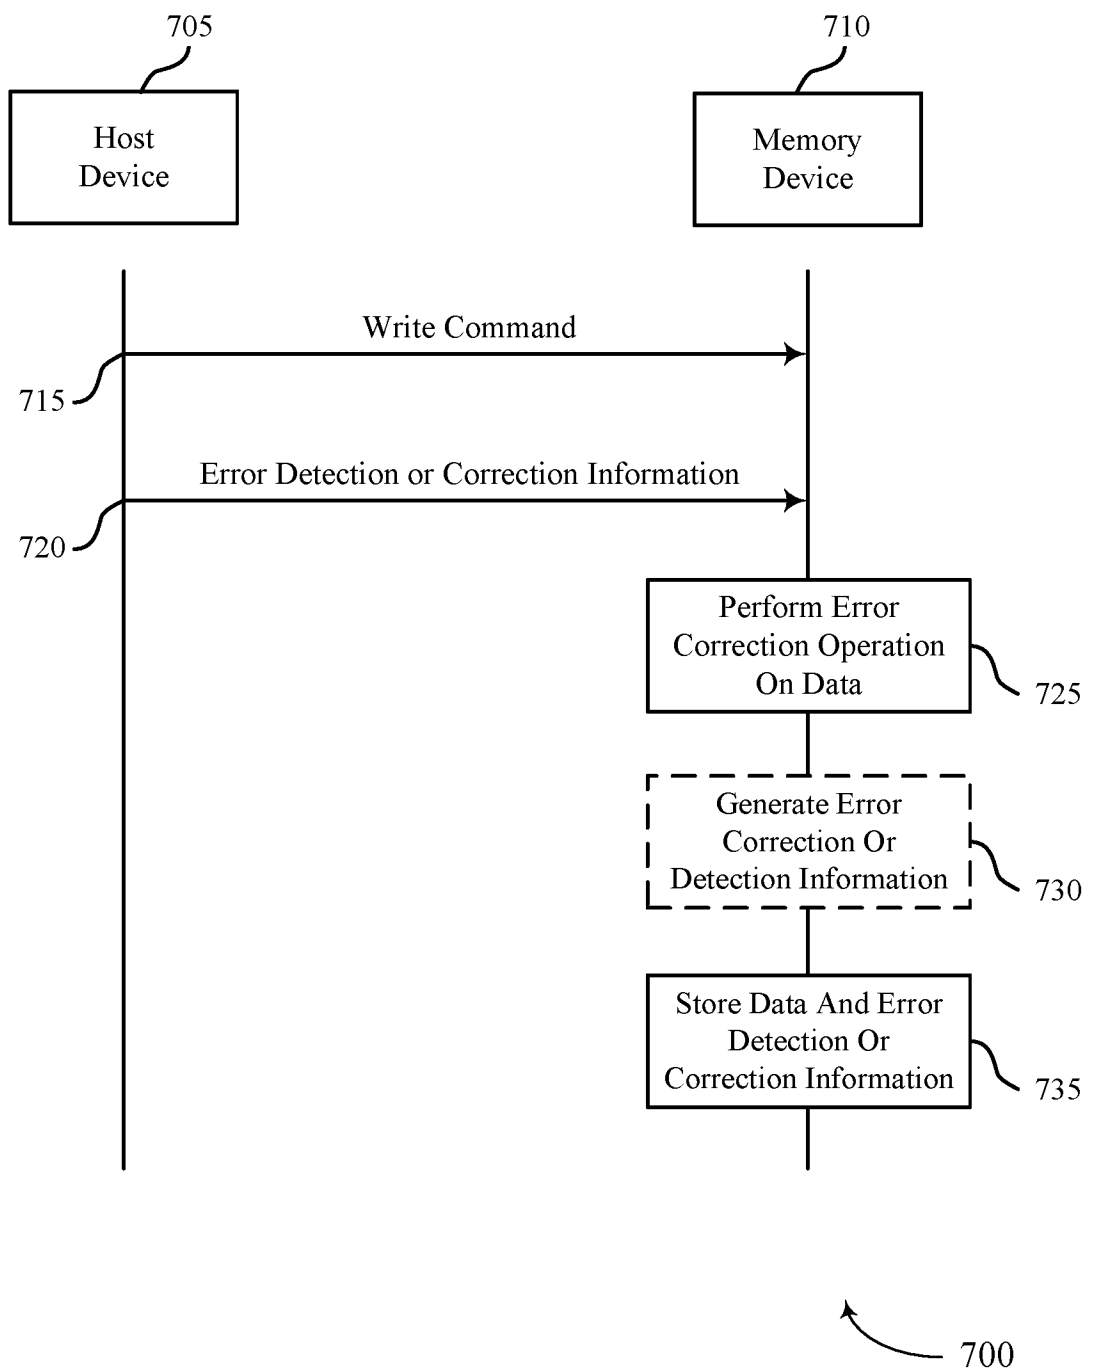 705
710
Host
Device
Memory
Device
Write Command
715
Error Detection or Correction Information
720
Perform Error
Correction Operation
On Data
725
Generate Error
Correction Or
Detection Information
730
Store Data And Error
Detection Or
Correction Information
735
700